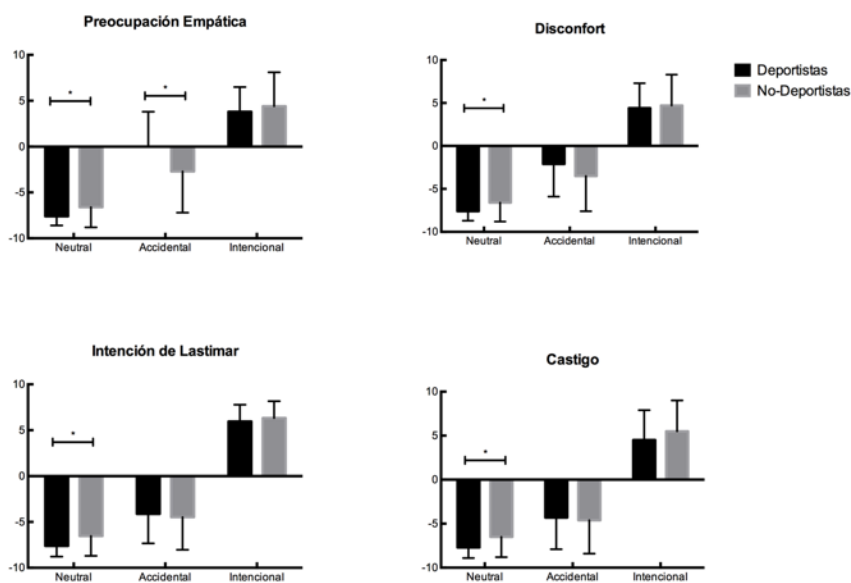 Preocupación Empática
10
5
0
-5
-10
*
*
Neutral
Accidental
Intencional
Disconfort
10
5
0
-5
-10
*
Neutral
Accidental
Intencional
Deportistas
No-Deportistas
Intención de Lastimar
10
5
0
-5
-10
*
Neutral
Accidental
Intencional
Castigo
10
5
0
-5
-10
*
Neutral
Accidental
Intencional